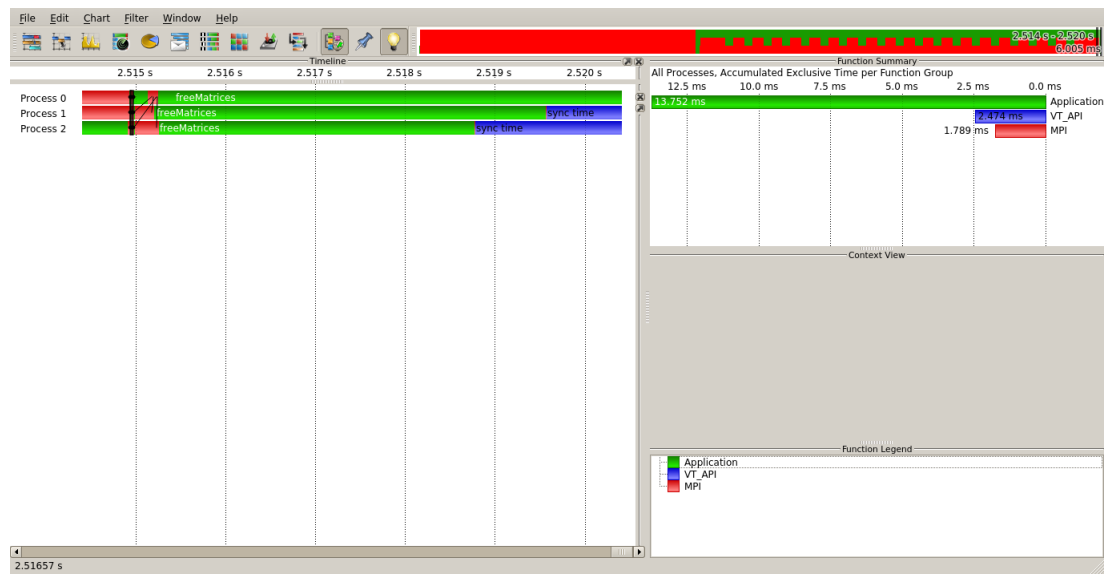 File Edit Chart Filter Window Help
2.514 s - 2.520 s
6.005 ms
Timeline
2.515 s 2.516 s 2.517 s 2.518 s 2.519 s 2.520 s
Process 0 freeMatrices
Process 1 freeMatrices sync time
Process 2 freeMatrices sync time
Function Summary
All Processes, Accumulated Exclusive Time per Function Group
12.5 ms 10.0 ms 7.5 ms 5.0 ms 2.5 ms 0.0 ms
13.752 ms Application
2.474 ms VT_API
1.789 ms MPI
Context View
Function Legend
Application
VT_API
MPI
2.51657 s